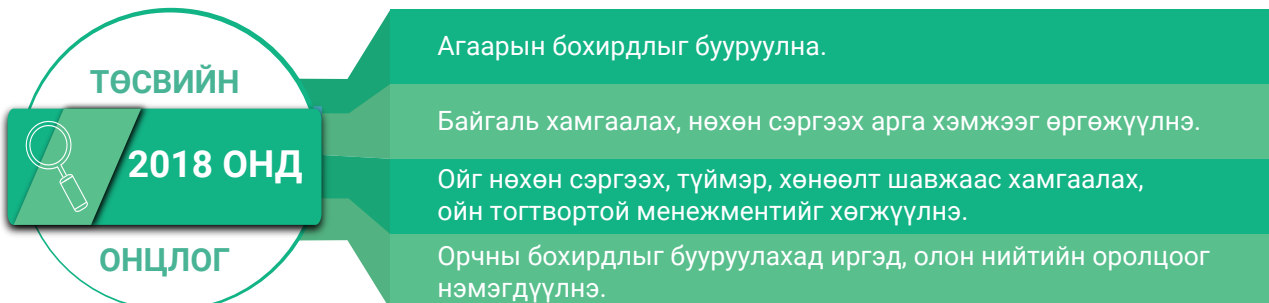 ТӨСВИЙН
2018 ОНД
ОНЦЛОГ
Агаарын бохирдлыг бууруулна.
Байгаль хамгаалах, нөхөн сэргээх арга хэмжээг өргөжүүлнэ.
Ойг нөхөн сэргээх, түймэр, хөнөөлт шавжаас хамгаалах,
ойн тогтвортой менежментийг хөгжүүлнэ.
Орчны бохирдлыг бууруулахад иргэд, олон нийтийн оролцоог
нэмэгдүүлнэ.